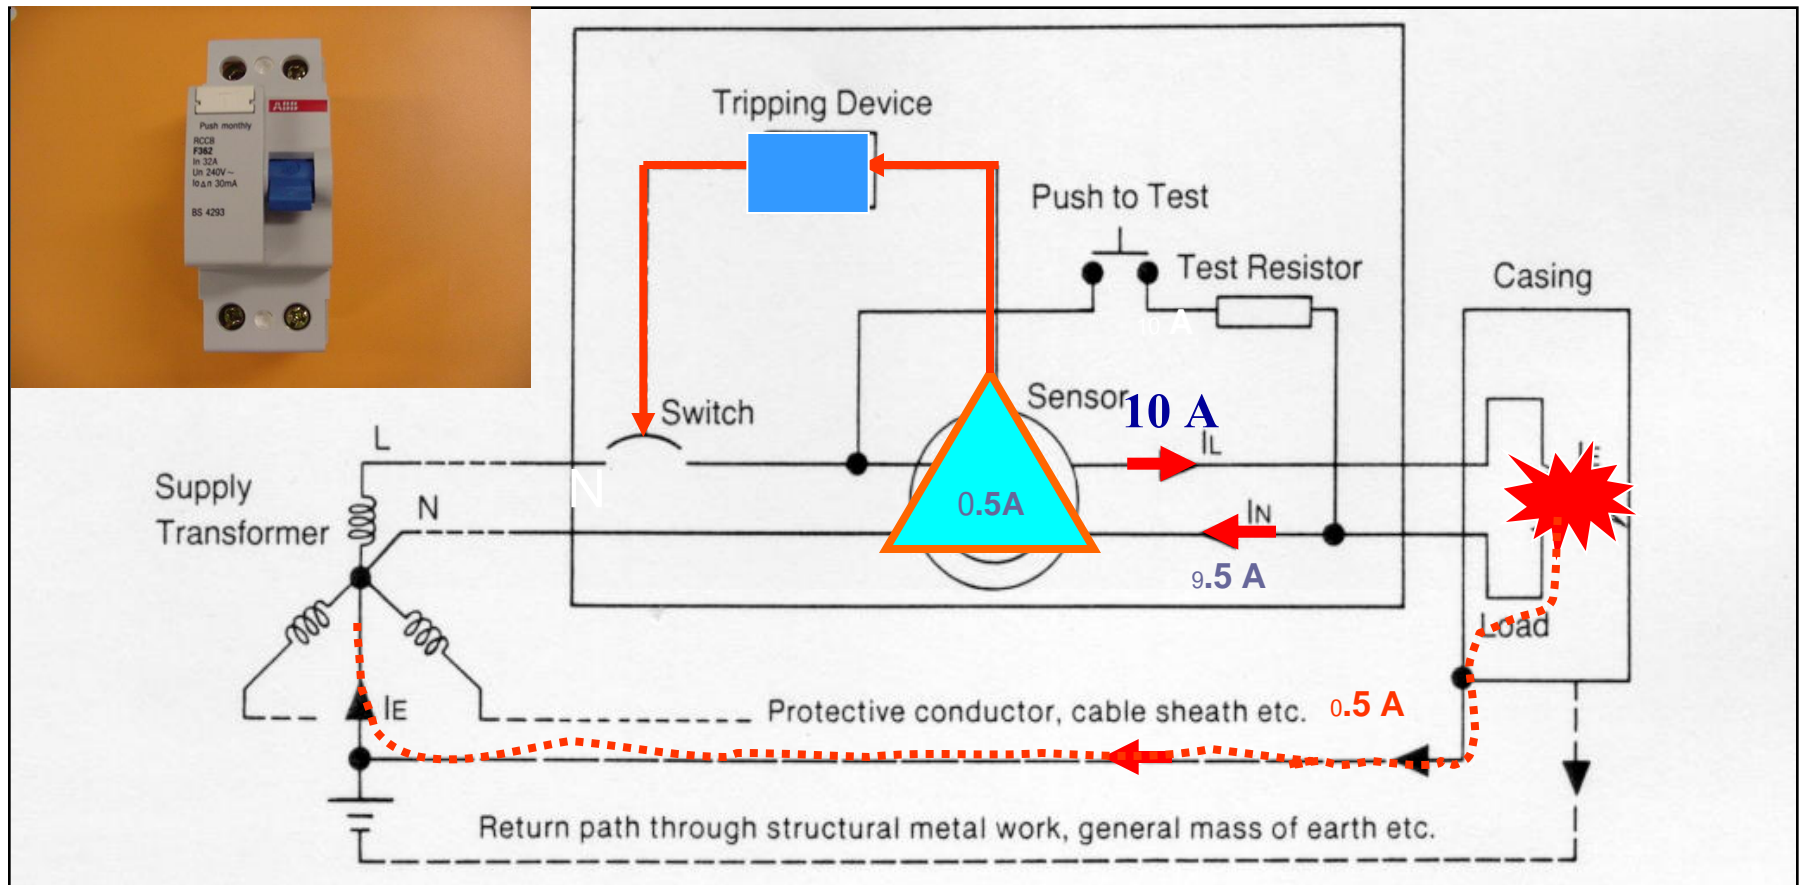 ABB
Push monthly
RCCB
F362
In 32A
Un 240V~
I∆n 30mA
BS 4293
Tripping Device
Push to Test
Test Resistor
10 A
Casing
Switch
Sensor
10 A
IL
L
N
Supply
Transformer
N
0.5A
IN
9.5 A
IE
Load
IE
Protective conductor, cable sheath etc.
0.5 A
Return path through structural metal work, general mass of earth etc.